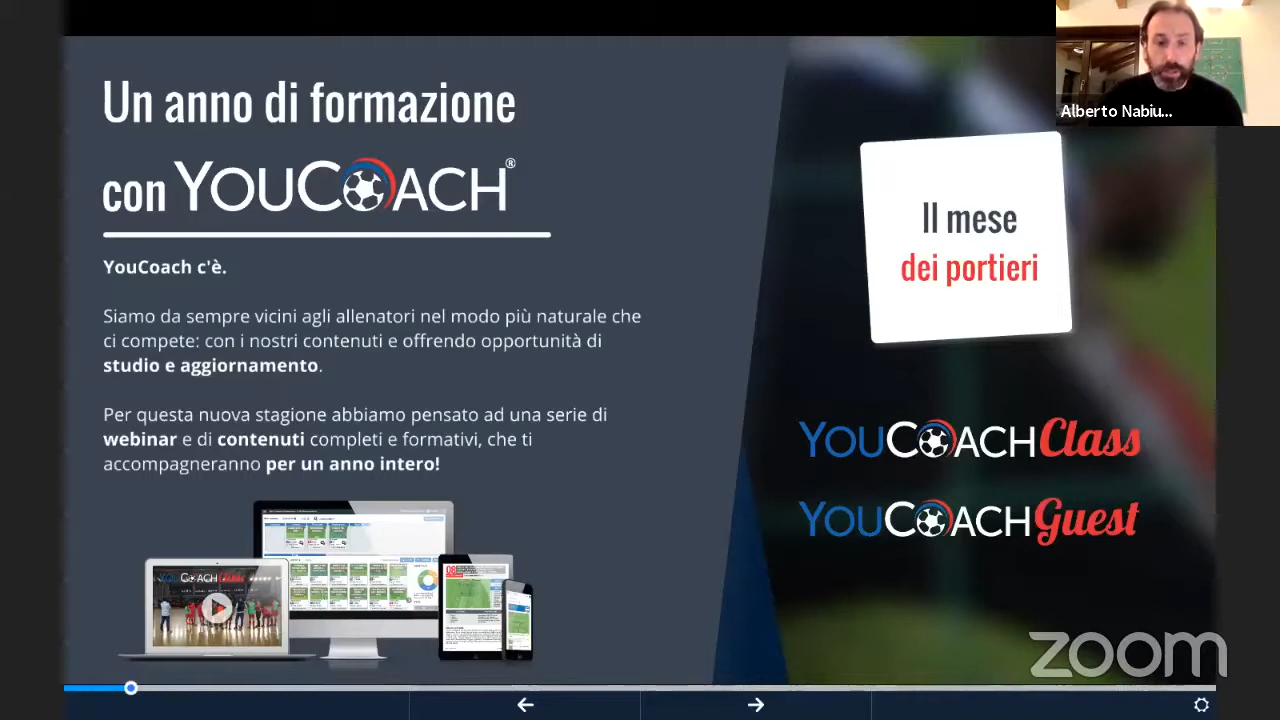 Un anno di formazione
con YOUCOACH®
YouCoach c'è.
Siamo da sempre vicini agli allenatori nel modo più naturale che
ci compete: con i nostri contenuti e offrendo opportunità di
studio e aggiornamento.
Per questa nuova stagione abbiamo pensato ad una serie di
webinar e di contenuti completi e formativi, che ti
accompagneranno per un anno intero!
YOUCOACH Class
08
Alberto Nabiu...
Il mese
dei portieri
YOUCOACH Class
YOUCOACH Guest
zoom